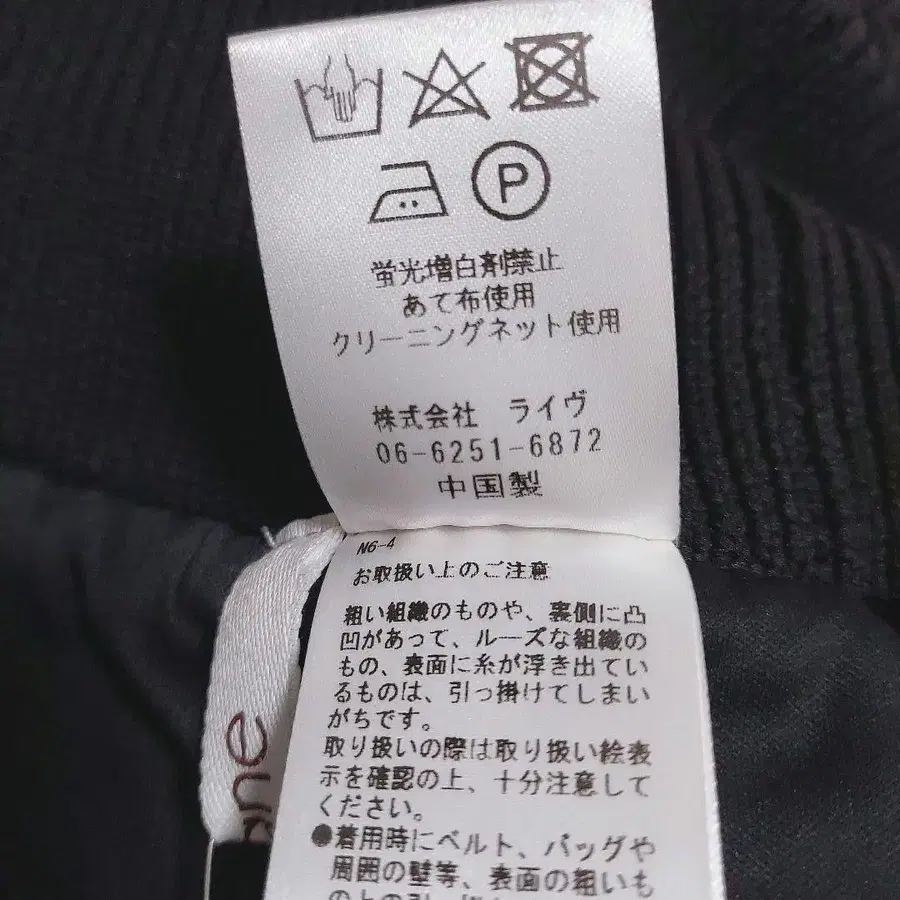 P
蛍光増白剤禁止
あて布使用
クリーニングネット使用
株式会社 ライヴ
06-6251-6872
中国製
N6-4
お取扱い上のご注意
粗い組織のものや、裏側に凸
凹があって、ルーズな組織の
もの、表面に糸が浮き出てい
るものは、引っ掛けてしまい
がちです。
取り扱いの際は取り扱い絵表
示を確認の上、十分注意して
ください。
●着用時にベルト、バッグや
周囲の壁等、表面の粗いも
の上の引
ne